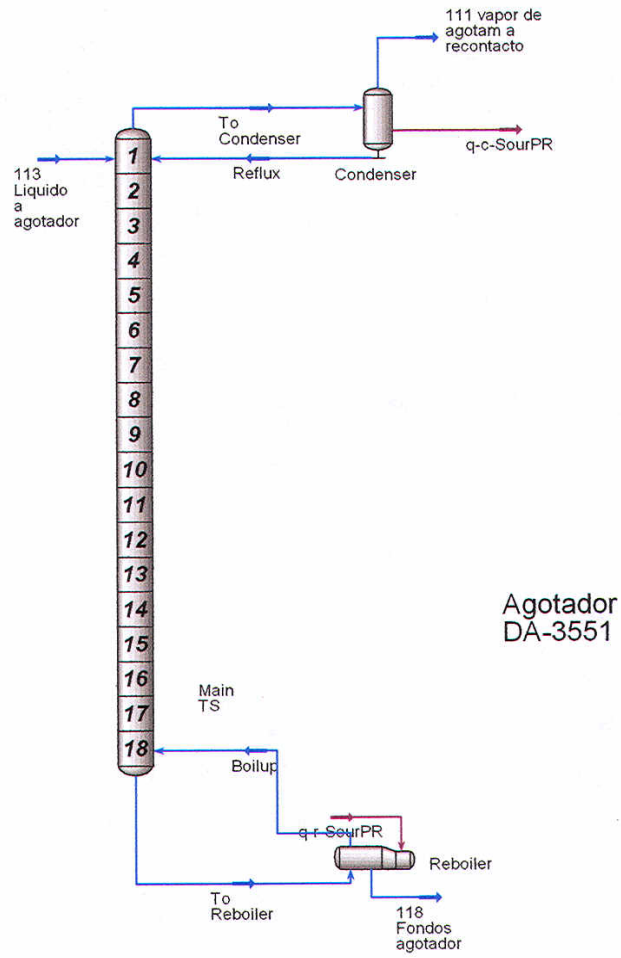 111 vapor de
agotam a
recontacto
To
Condenser
q-c-SourPR
113
Liquido
a
agotador
Reflux
Condenser
1
2
3
4
5
6
7
8
9
10
11
12
13
14
15
16
17
18
Agotador
DA-3551
Main
TS
Boilup
q-r-SourPR
Reboiler
To
Reboiler
118
Fondos
agotador